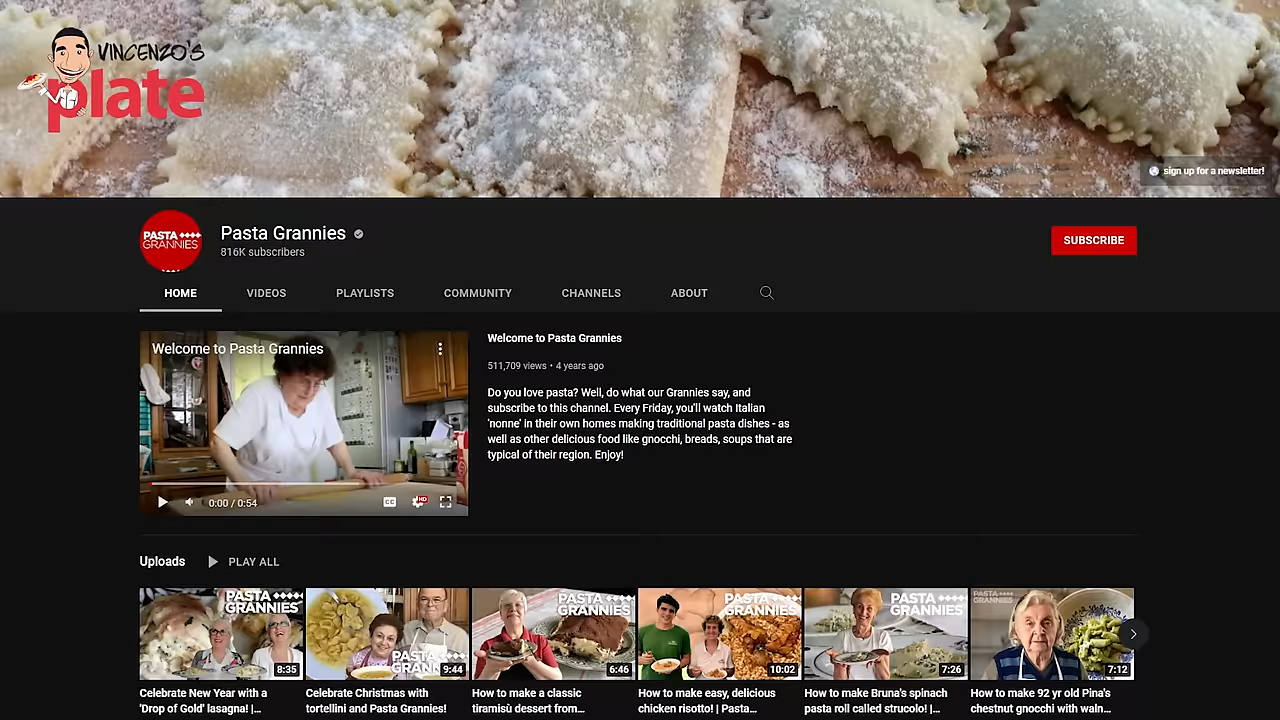 VINCENZO'S
plate
sign up for a newsletter!
PASTA
GRANNIES
Pasta Grannies
816K subscribers
SUBSCRIBE
HOME VIDEOS PLAYLISTS COMMUNITY CHANNELS ABOUT
Welcome to Pasta Grannies
0:00 / 0:54
CC
HD
Welcome to Pasta Grannies
511,709 views • 4 years ago
Do you love pasta? Well, do what our Grannies say, and
subscribe to this channel. Every Friday, you'll watch Italian
'nonne' in their own homes making traditional pasta dishes - as
well as other delicious food like gnocchi, breads, soups that are
typical of their region. Enjoy!
Uploads PLAY ALL
PASTA
GRANNIES
8:35
Celebrate New Year with a
'Drop of Gold' lasagna! |...
PASTA
GRANN
9:44
Celebrate Christmas with
tortellini and Pasta Grannies!
PASTA
GRANNIES
6:46
How to make a classic
tiramisù dessert from...
PASTA
GRANNIES
10:02
How to make easy, delicious
chicken risotto! | Pasta...
PASTA
GRANNIES
7:26
How to make Bruna's spinach
pasta roll called strucolo! |...
PASTA
GRANNIES
7:12
How to make 92 yr old Pina's
chestnut gnocchi with waln...